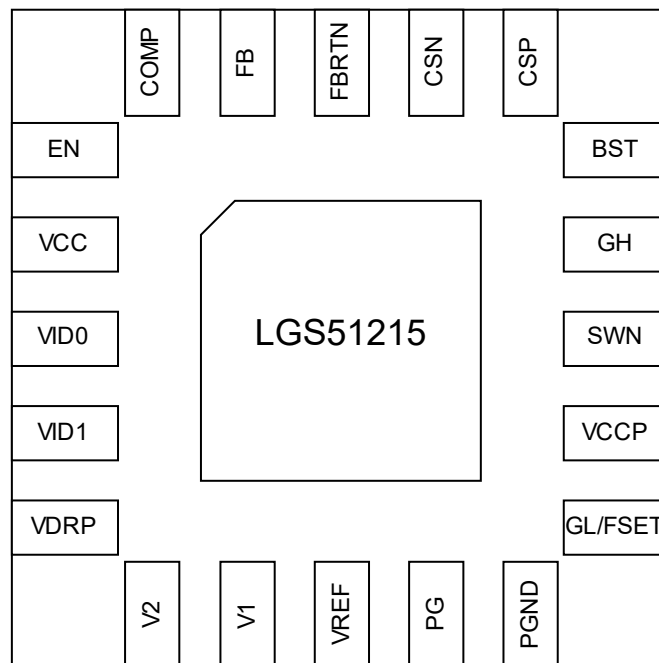 COMP
FB
FBRTN
CSN
CSP
EN
BST
VCC
GH
LGS51215
VID0
SWN
VID1
VCCP
VDRP
GL/FSET
V2
V1
VREF
PG
PGND